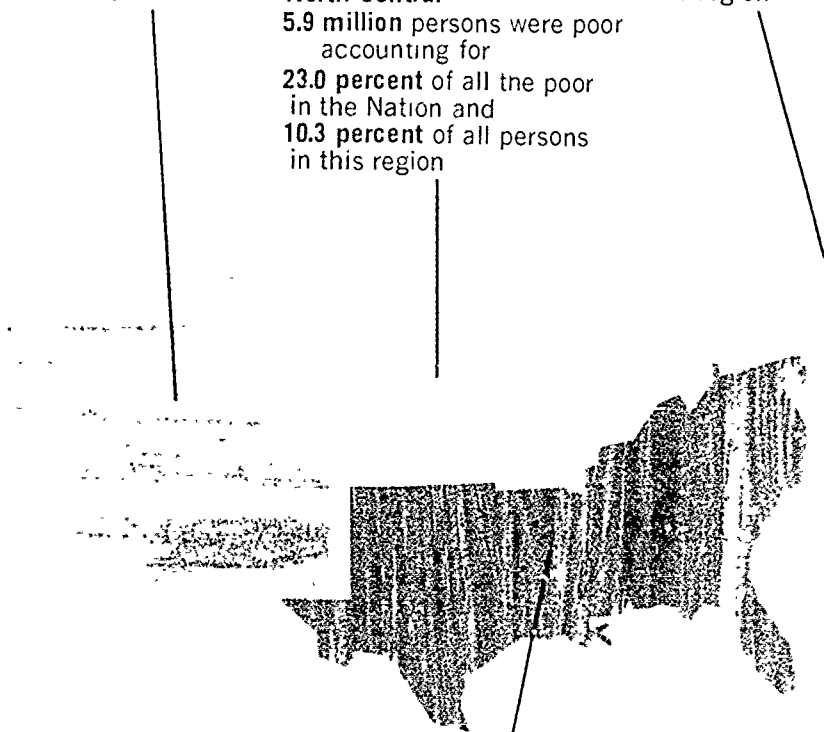 5.9 million persons were poor
accounting for
23.0 percent of all the poor
in the Nation and
10.3 percent of all persons
in this region